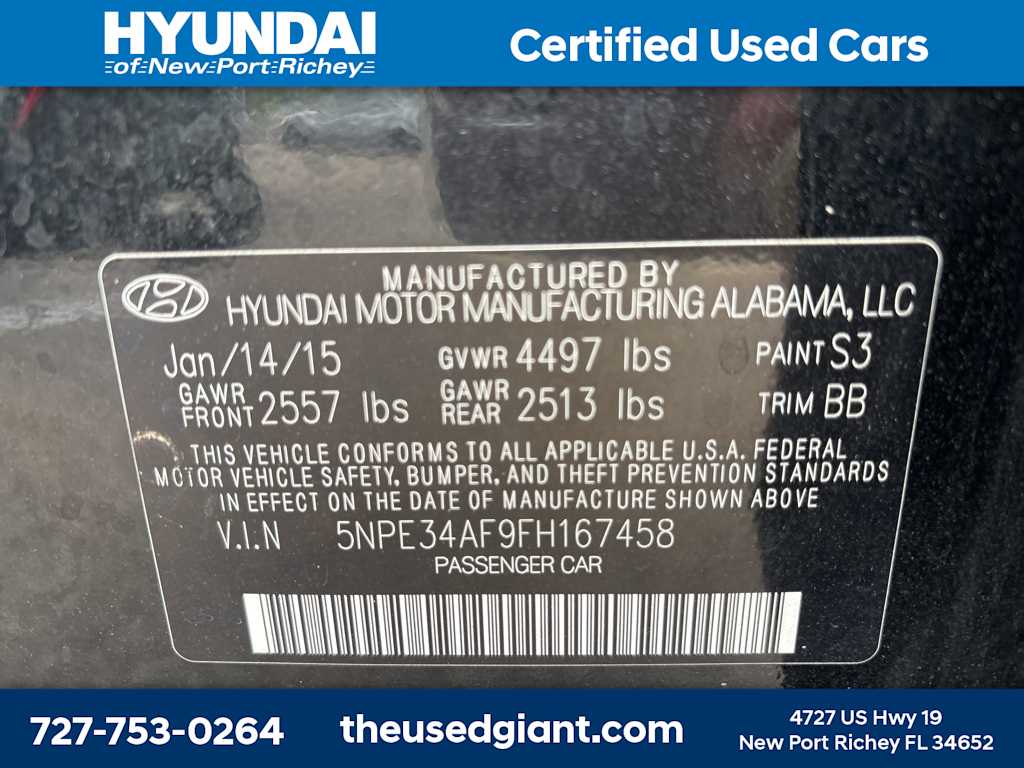 HYUNDAI
of New Port Richey
Certified Used Cars
MANUFACTURED BY
HYUNDAI MOTOR MANUFACTURING ALABAMA, LLC
Jan/14/15 GVWR 4497 lbs PAINT S3
GAWR FRONT 2557 lbs GAWR REAR 2513 lbs TRIM BB
THIS VEHICLE CONFORMS TO ALL APPLICABLE U.S.A. FEDERAL
MOTOR VEHICLE SAFETY, BUMPER, AND THEFT PREVENTION STANDARDS
IN EFFECT ON THE DATE OF MANUFACTURE SHOWN ABOVE.
V.I.N 5NPE34AF9FH167458
PASSENGER CAR
727-753-0264
theusedgiant.com
4727 US Hwy 19
New Port Richey FL 34652